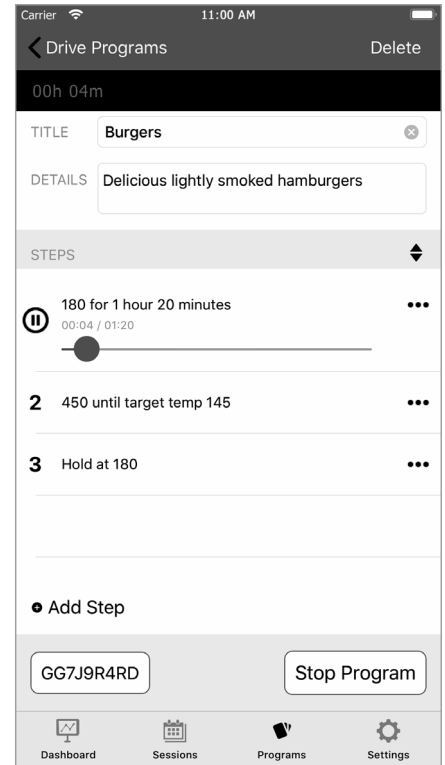 Carrier 11:00 AM
Drive Programs Delete
00h 04m
TITLE Burgers
DETAILS Delicious lightly smoked hamburgers
STEPS
180 for 1 hour 20 minutes
00:04 / 01:20
2 450 until target temp 145
3 Hold at 180
Add Step
GG7J9R4RD Stop Program
Dashboard Sessions Programs Settings